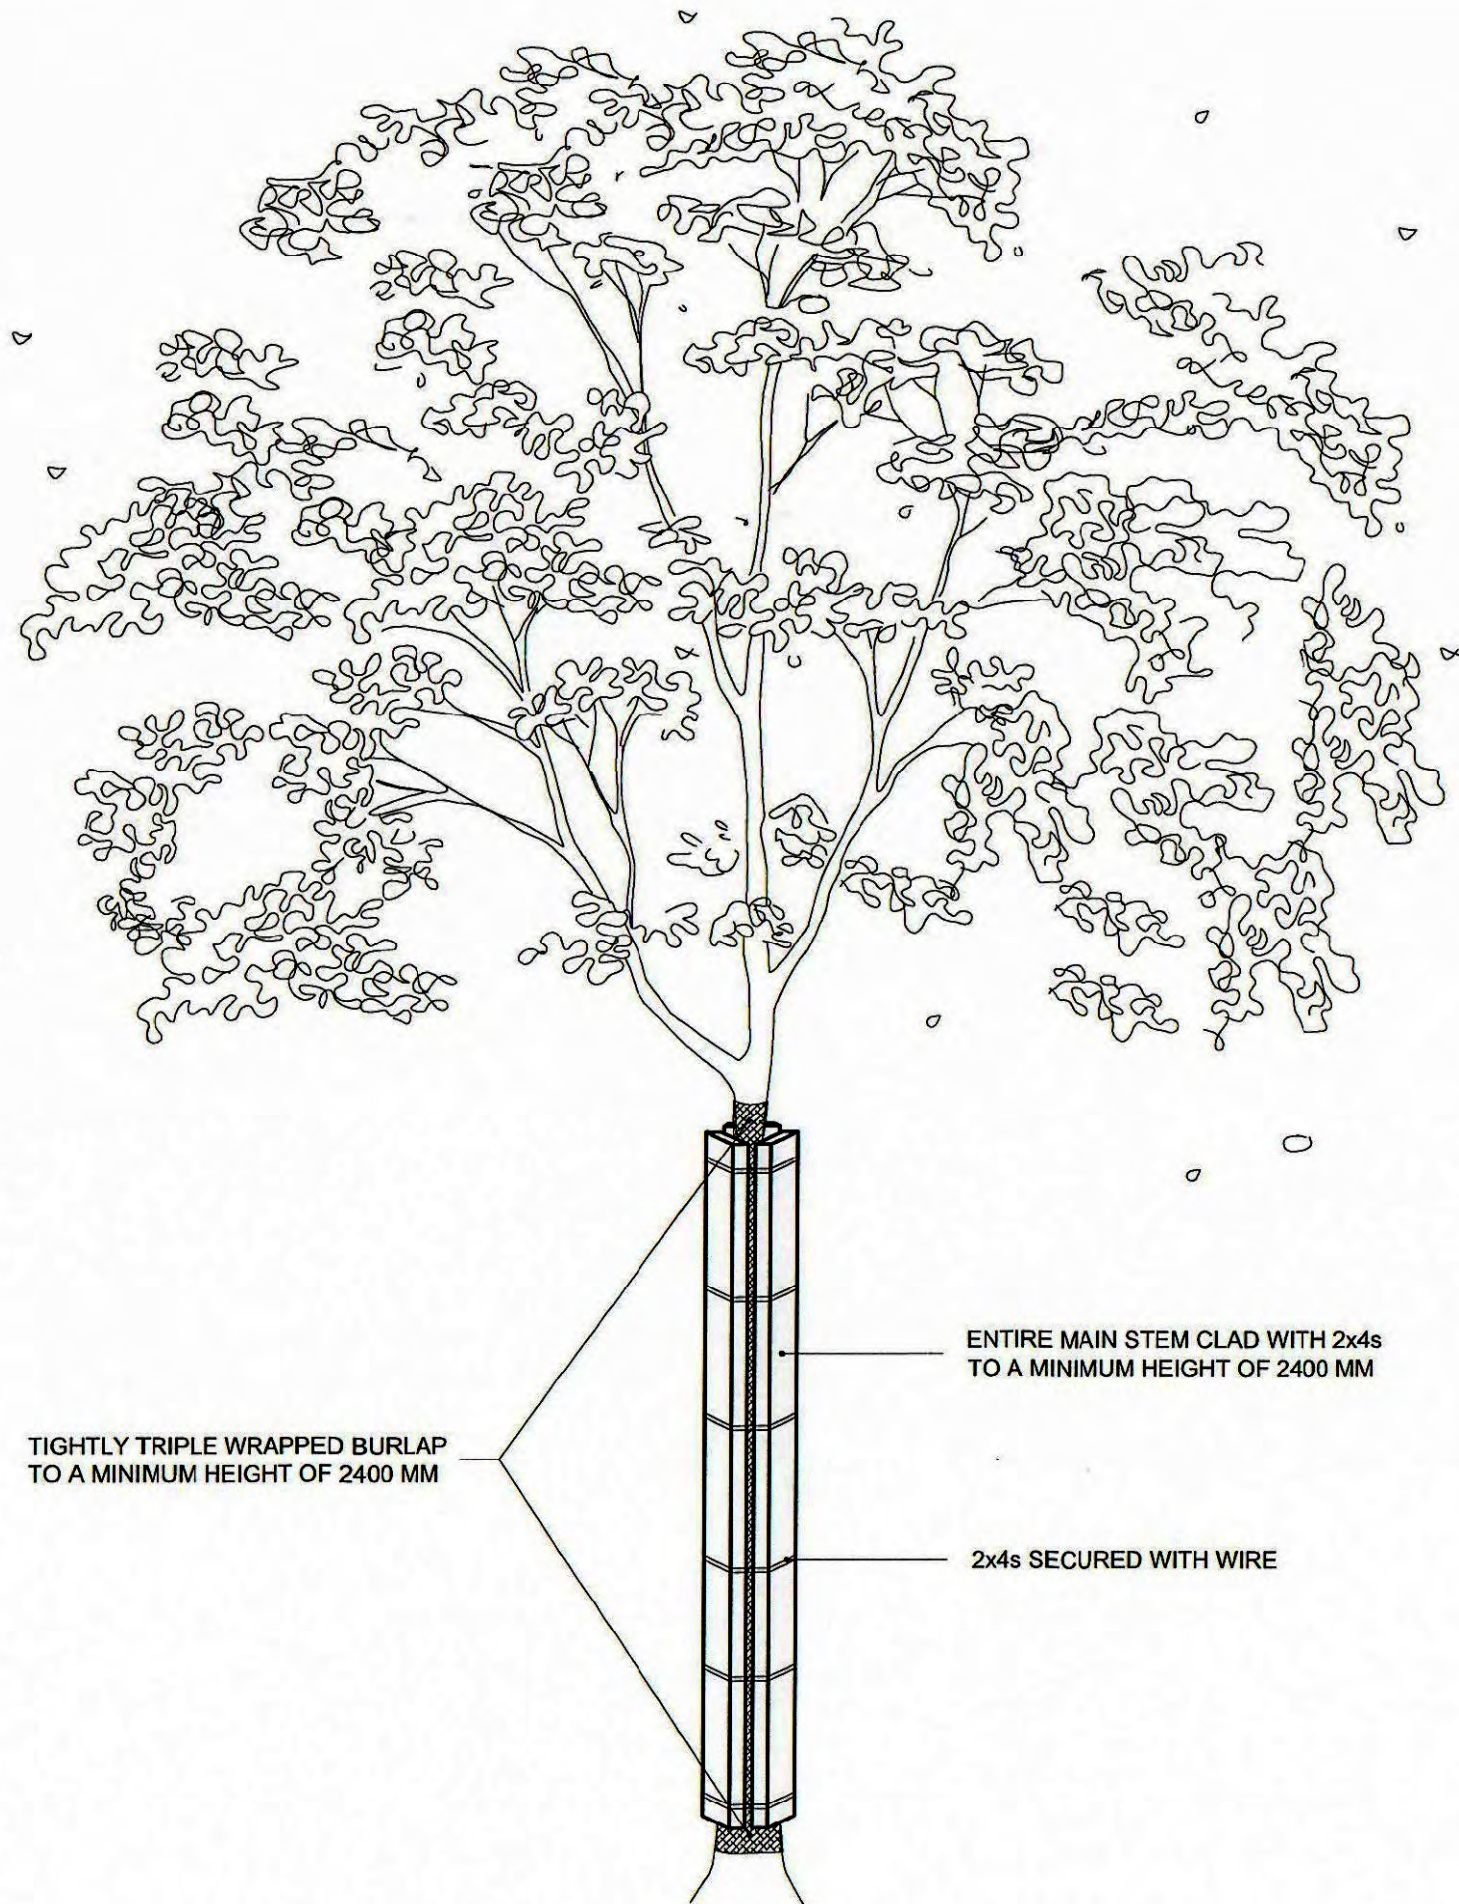 ENTIRE MAIN STEM CLAD WITH 2x4s
TO A MINIMUM HEIGHT OF 2400 MM
TIGHTLY TRIPLE WRAPPED BURLAP
TO A MINIMUM HEIGHT OF 2400 MM
2x4s SECURED WITH WIRE